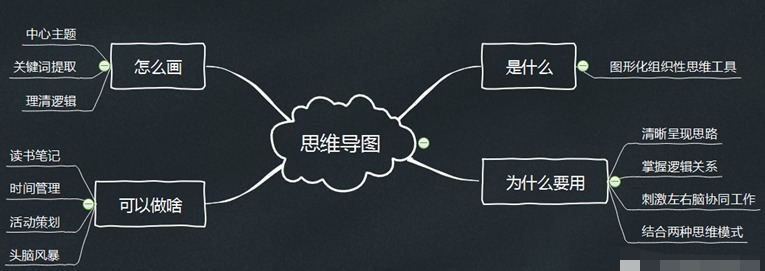 思维导图
是什么
图形化组织性思维工具
为什么要用
清晰呈现思路
掌握逻辑关系
刺激左右脑协同工作
结合两种思维模式
怎么画
中心主题
关键词提取
理清逻辑
可以做啥
读书笔记
时间管理
活动策划
头脑风暴